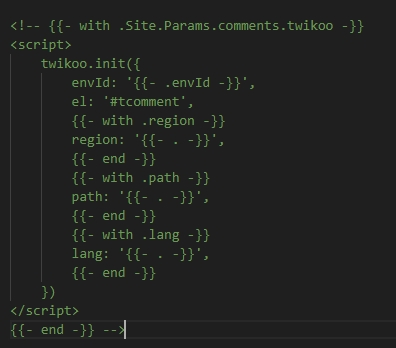 <!-- {{- with .Site.Params.comments.twikoo -}}
<script>
    twikoo.init({
        envId: '{{- .envId -}}',
        el: '#tcomment',
        {{- with .region -}}
        region: '{{- . -}}',
        {{- end -}}
        {{- with .path -}}
        path: '{{- . -}}',
        {{- end -}}
        {{- with .lang -}}
        lang: '{{- . -}}',
        {{- end -}}
    })
</script>
{{- end -}} -->